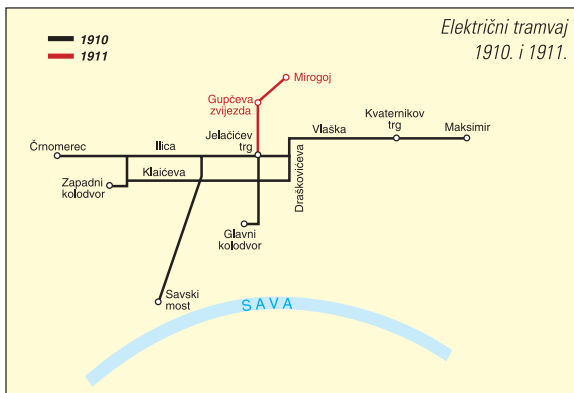 Električni tramvaj
1910. i 1911.
1910
1911
Mirogoj
Gupčeva
zvijezda
Kvaternikov
trg
Jelačićev
trg
Vlaška
Maksimir
Črnomerec
Ilica
Klaićeva
Draškovićeva
Zapadni
kolodvor
Glavni
kolodvor
Savski
most
SAVA